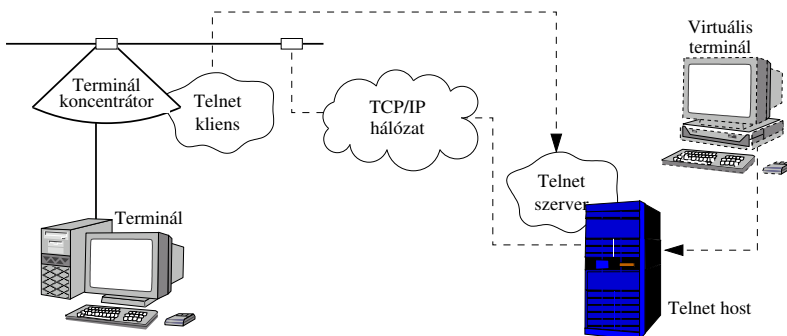 Virtuális
terminál
Terminál
koncentrátor
Telnet
kliens
TCP/IP
hálózat
Telnet
szerver
Terminál
Telnet host